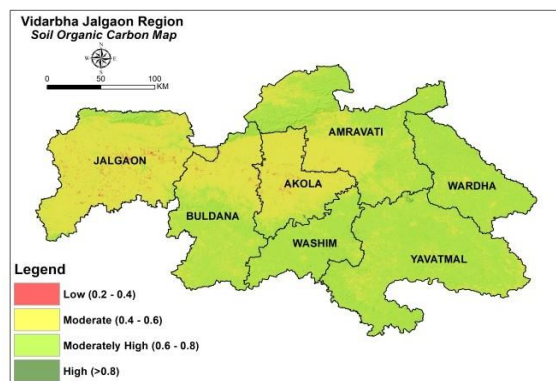 Vidarbha Jalgaon Region
Soil Organic Carbon Map
N
W E
S
0 50 100
KM
AMRAVATI
JALGAON
WARDHA
AKOLA
BULDANA
WASHIM
YAVATMAL
Legend
Low (0.2 - 0.4)
Moderate (0.4 - 0.6)
Moderately High (0.6 - 0.8)
High (>0.8)